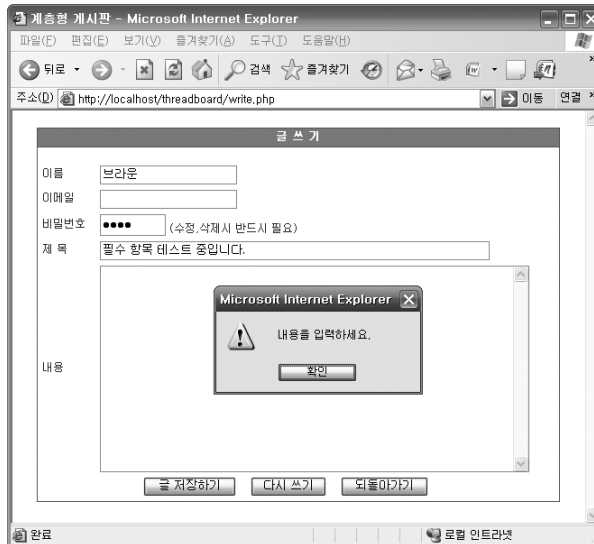 계층형 게시판 - Microsoft Internet Explorer
파일(F) 편집(E) 보기(V) 즐겨찾기(A) 도구(T) 도움말(H)
뒤로 검색 즐겨찾기
주소(D) http://localhost/threadboard/write.php 이동 연결
글 쓰 기
이름 브라운
이메일
비밀번호 •••• (수정,삭제시 반드시 필요)
제 목 필수 항목 테스트 중입니다.
Microsoft Internet Explorer
내용을 입력하세요.
확인
내용
글 저장하기 다시 쓰기 되돌아가기
완료 로컬 인트라넷